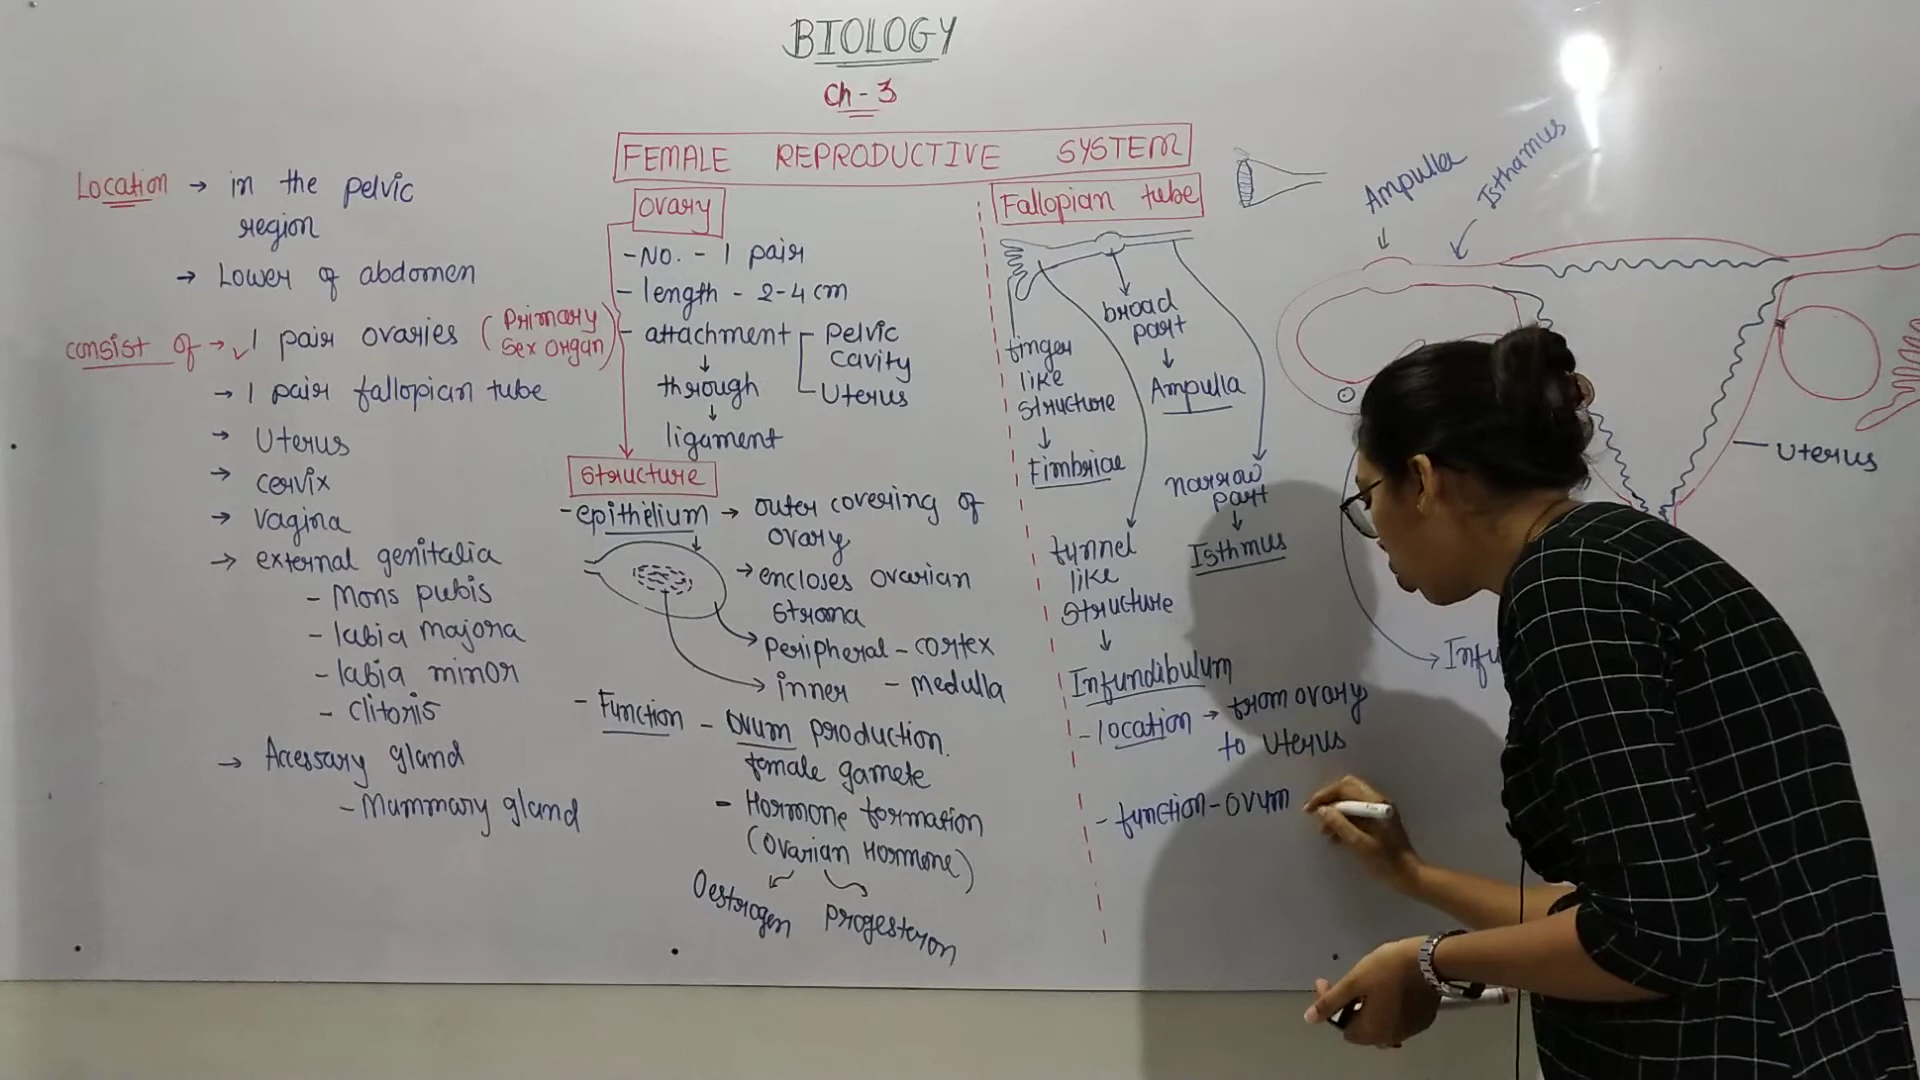 BIOLOGY
Ch - 3
FEMALE REPRODUCTIVE SYSTEM
Location → in the pelvic
region
→ Lower of abdomen
consist of → ✓ 1 pair ovaries (Primary
Sex organ)
→ 1 pair fallopian tube
→ Uterus
→ cervix
→ vagina
→ external genitalia
- Mons pubis
- labia majora
- labia minor
- clitoris
→ Accessary gland
- Mammary gland
Ovary
- No. - 1 pair
- length - 2-4 cm
- attachment - Pelvic
cavity
- Uterus
↓
through
↓
ligament
Structure
- epithelium → outer covering of
ovary
→ encloses ovarian
stroma
peripheral - cortex
inner - medulla
- Function - Ovum production.
female gamete
- Hormone formation
(Ovarian Hormone)
Oestrogen Progesteron
Fallopian tube
finger
like
structure
↓
Fimbriae
broad
part
↓
Ampulla
narrow
part
↓
Isthmus
funnel
like
structure
↓
Infundibulum
- location → from ovary
to uterus
- function - ovum
Ampulla
Isthamus
Uterus
Infu